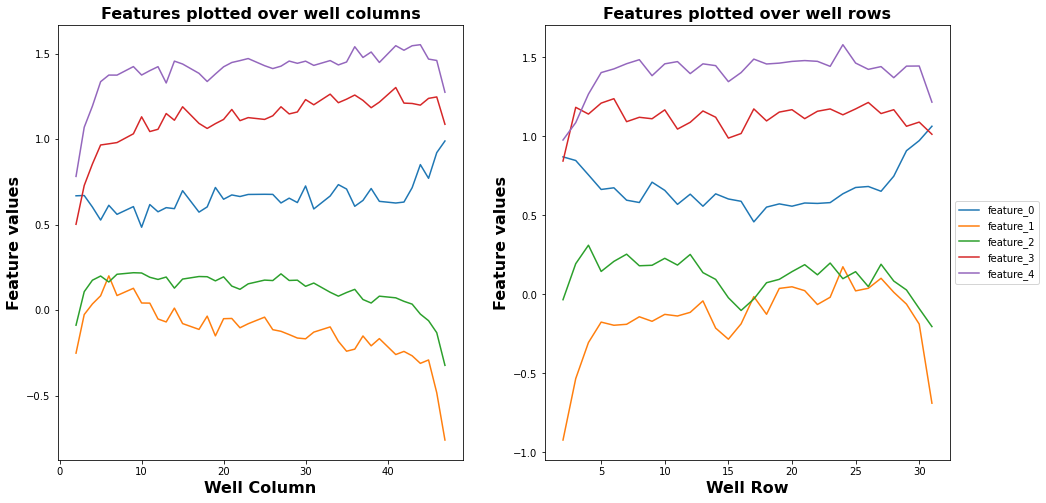 Features plotted over well columns
Features plotted over well rows
1.5
1.0
0.5
0.0
−0.5
Feature values
0
10
20
30
40
Well Column
1.5
1.0
0.5
0.0
−0.5
−1.0
Feature values
5
10
15
20
25
30
Well Row
feature_0
feature_1
feature_2
feature_3
feature_4